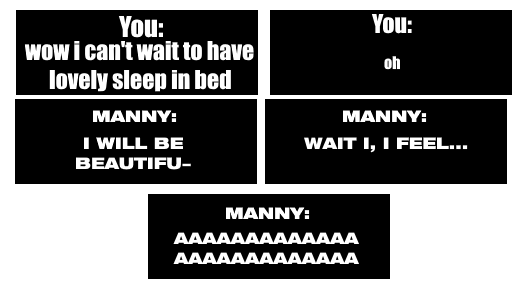 You:
wow i can't wait to have
lovely sleep in bed
You:
oh
MANNY:
I WILL BE
BEAUTIFU-
MANNY:
WAIT I, I FEEL...
MANNY:
AAAAAAAAAAAAA
AAAAAAAAAAAAA